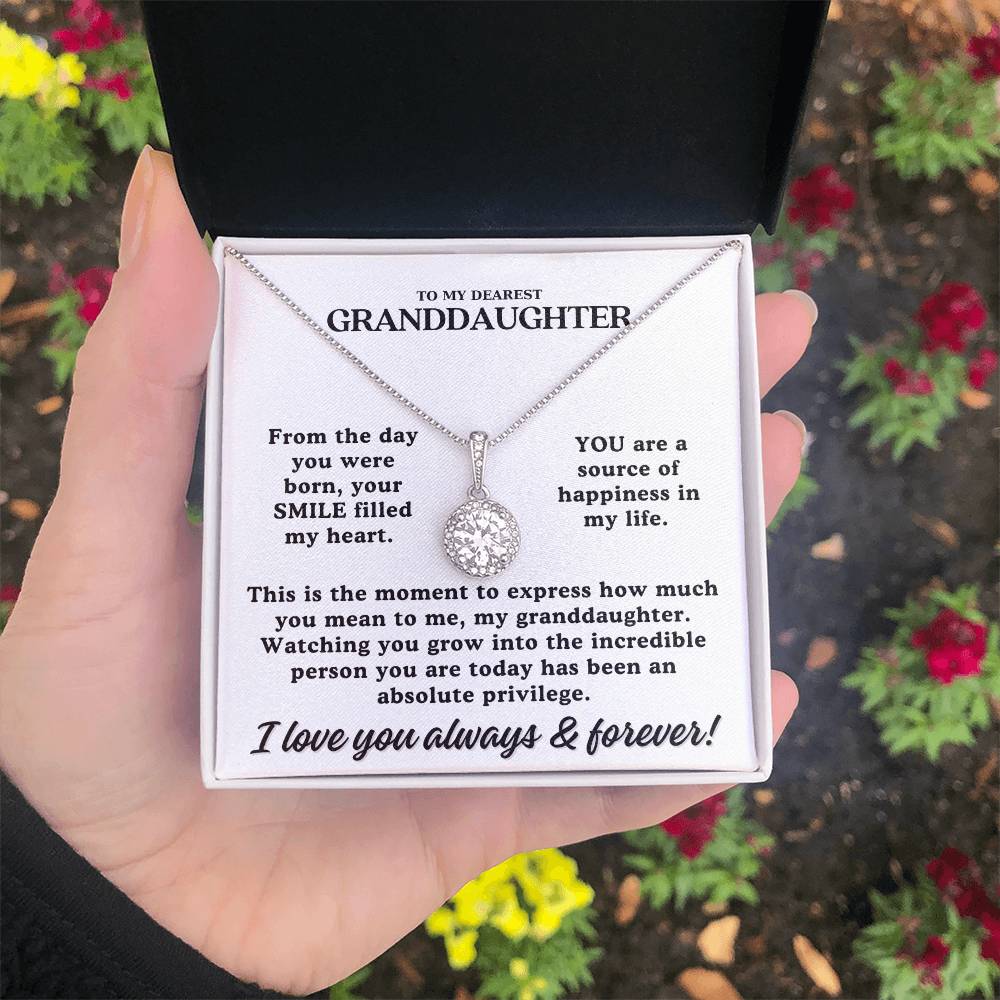 TO MY DEAREST
GRANDDAUGHTER
From the day
you were
born, your
SMILE filled
my heart.
YOU are a
source of
happiness in
my life.
This is the moment to express how much
you mean to me, my granddaughter.
Watching you grow into the incredible
person you are today has been an
absolute privilege.
I love you always & forever!